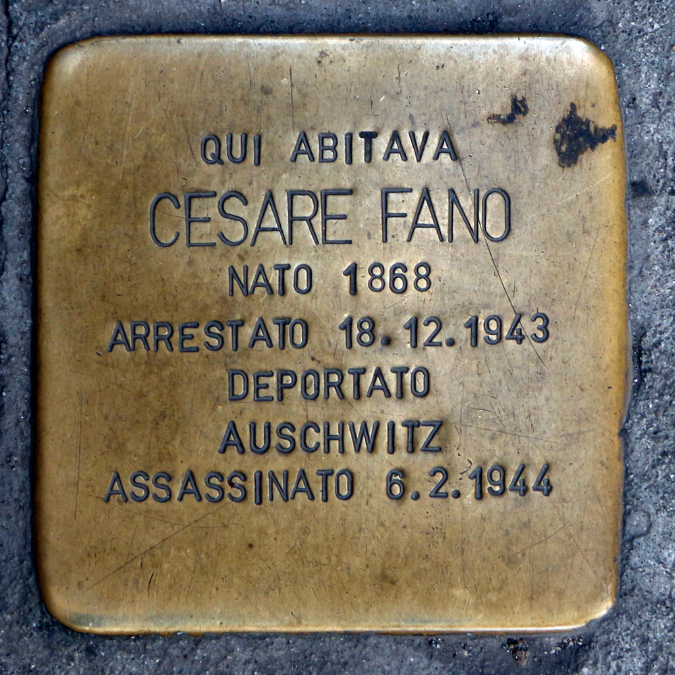 QUI ABITAVA
CESARE FANO
NATO 1868
ARRESTATO 18.12.1943
DEPORTATO
AUSCHWITZ
ASSASSINATO 6.2.1944